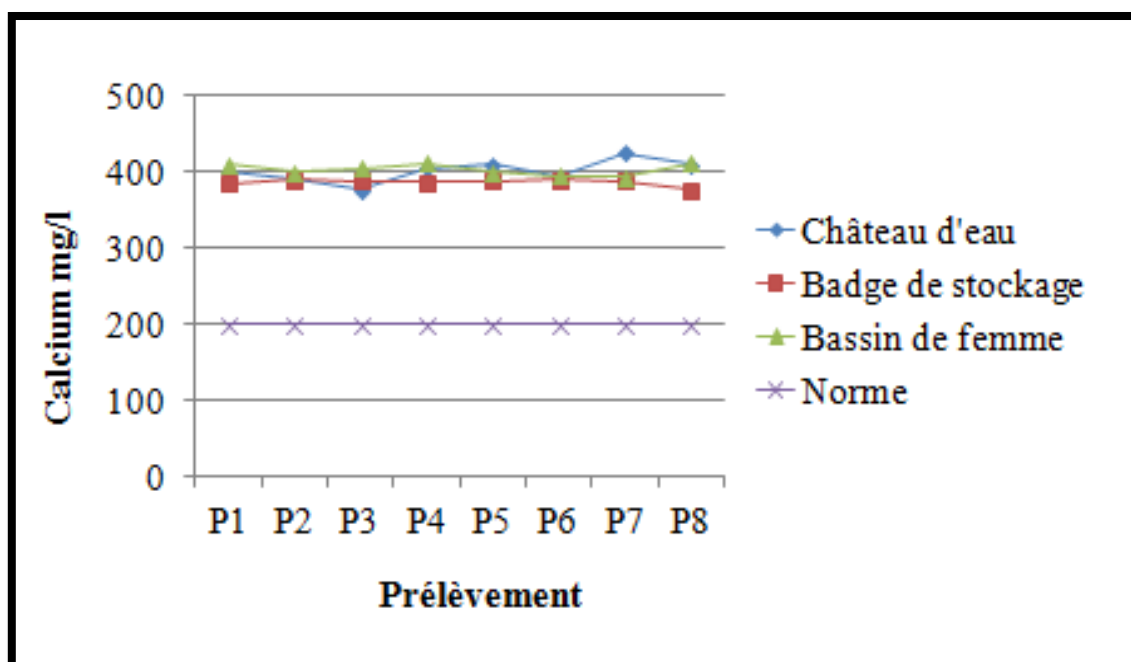 500
400
300
200
100
0
Calcium mg/l
P1 P2 P3 P4 P5 P6 P7 P8
Prélèvement
Château d'eau
Badge de stockage
Bassin de femme
Norme